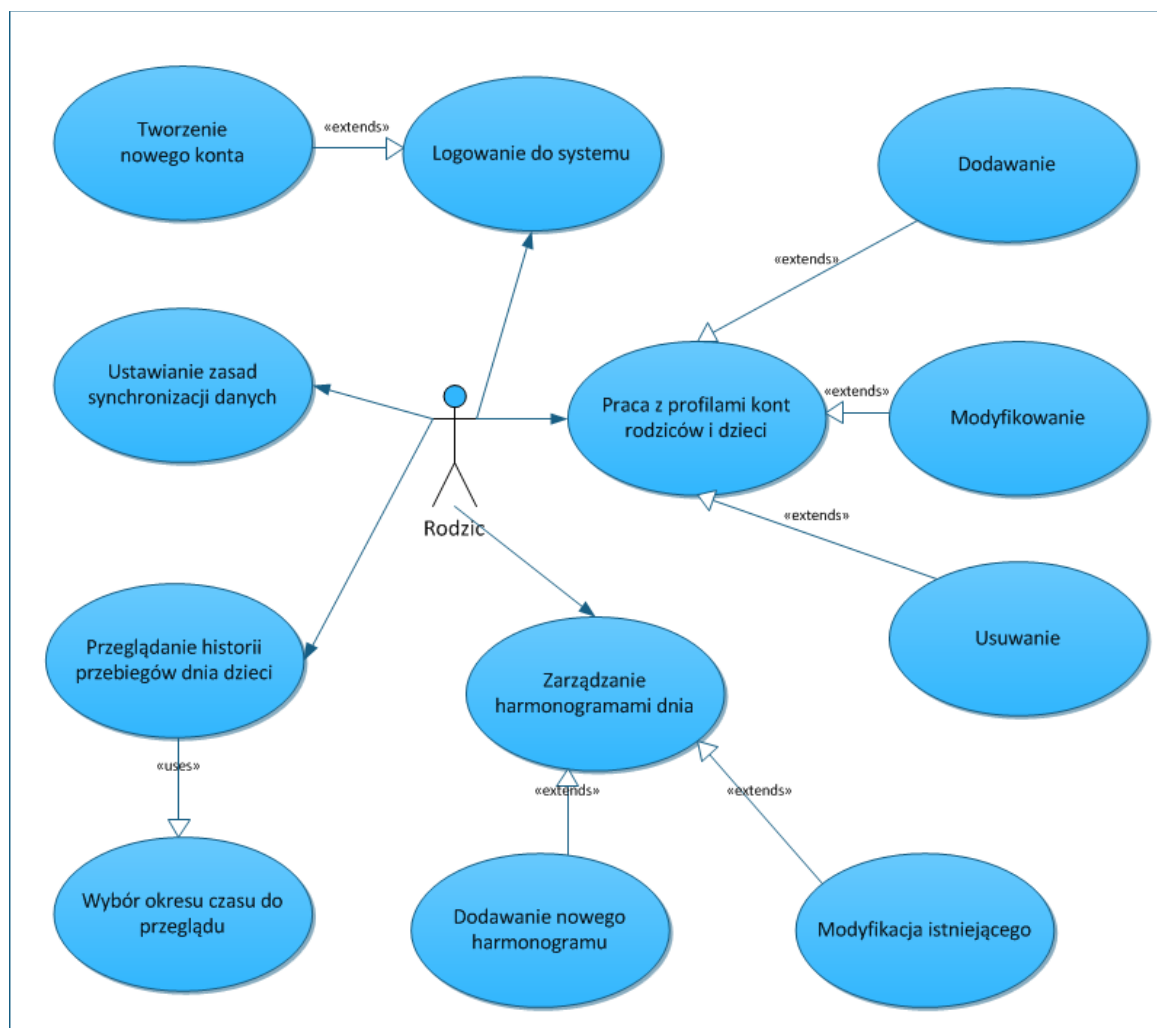 Tworzenie
nowego konta
«extends»
Logowanie do systemu
Dodawanie
«extends»
Ustawianie zasad
synchronizacji danych
Rodzic
Praca z profilami kont
rodziców i dzieci
«extends»
Modyfikowanie
«extends»
Usuwanie
Przeglądanie historii
przebiegów dnia dzieci
Zarządzanie
harmonogramami dnia
«uses»
«extends»
«extends»
Wybór okresu czasu do
przeglądu
Dodawanie nowego
harmonogramu
Modyfikacja istniejącego